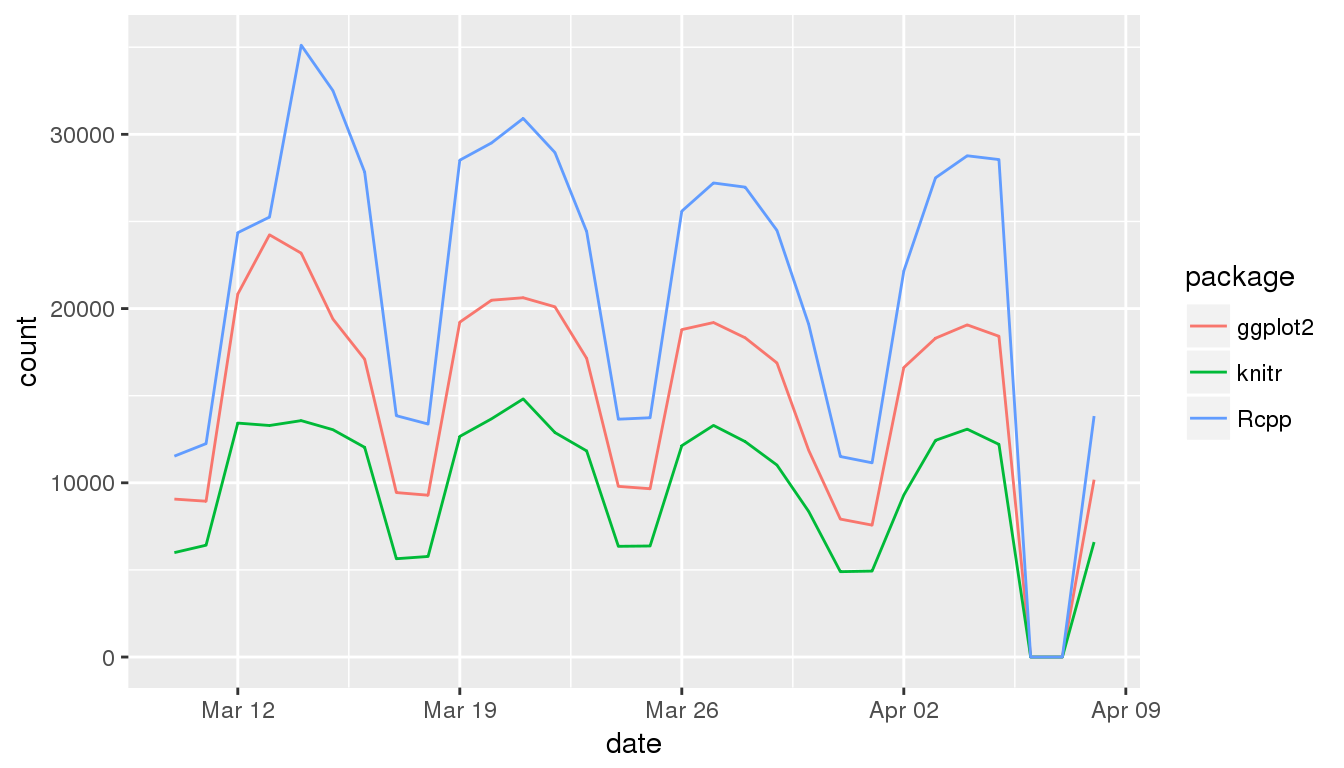 30000
20000
10000
0
count
Mar 12 Mar 19 Mar 26 Apr 02 Apr 09
date
package
ggplot2
knitr
Rcpp